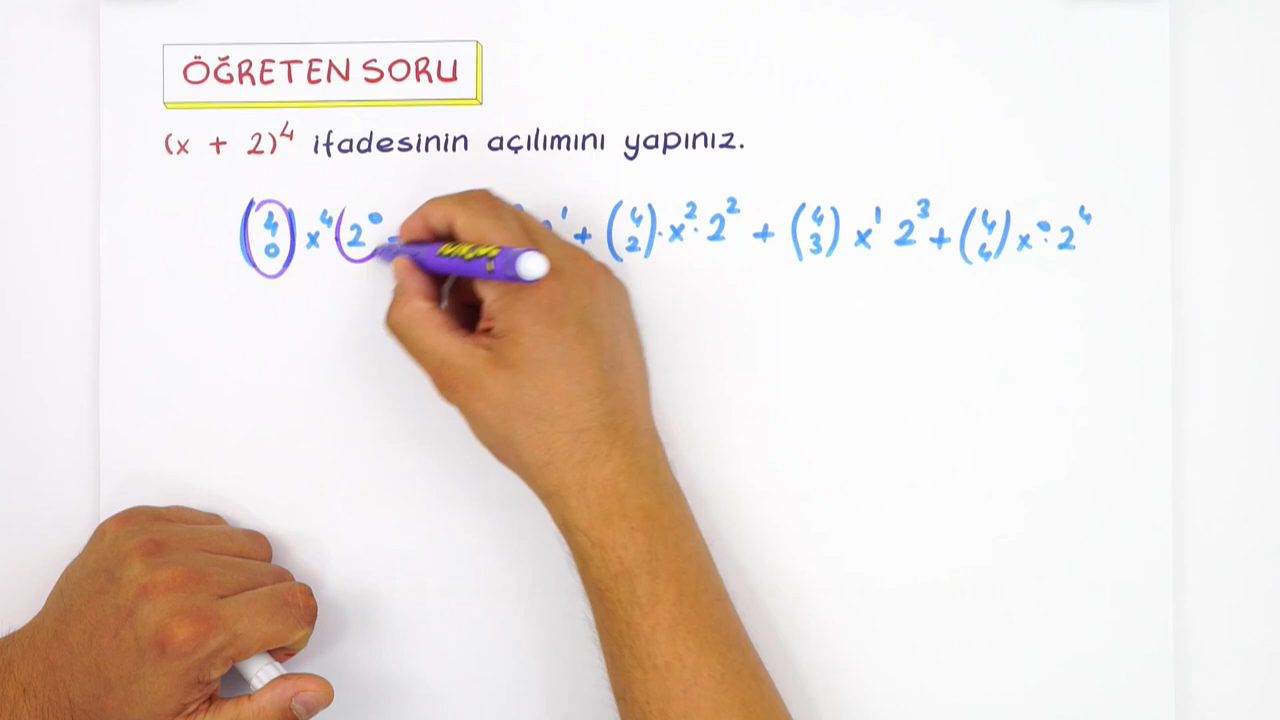 ÖĞRETEN SORU
(x + 2)⁴ ifadesinin açılımını yapınız.
(4 0) x⁴ 2⁰ + (4 2)·x²·2² + (4 3) x¹ 2³ + (4 4) x⁰·2⁴